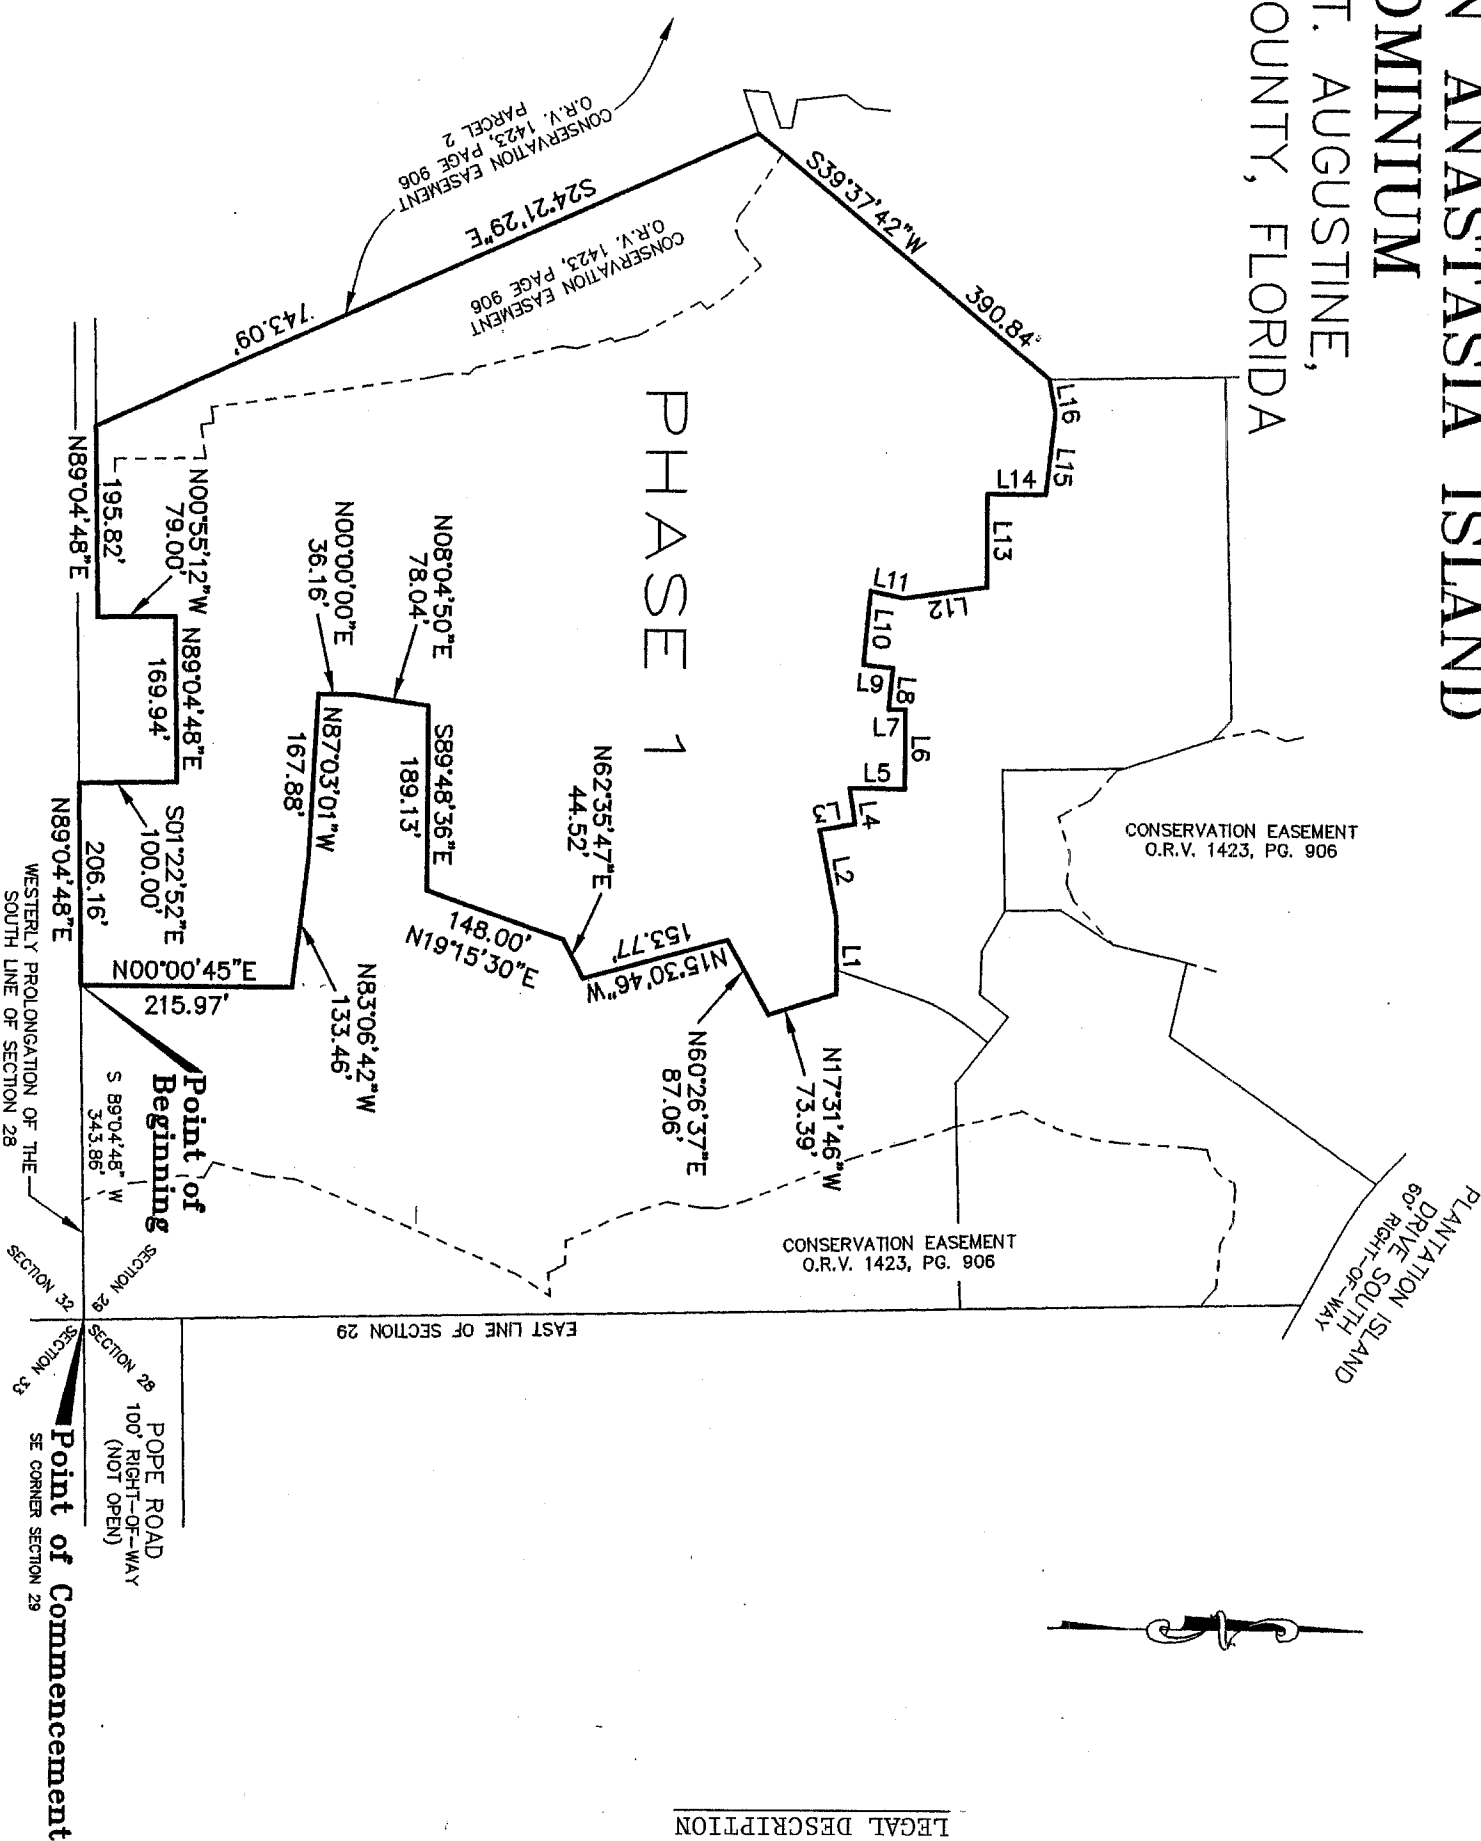 N ANASTASIA ISLAND
OMINIUM
T. AUGUSTINE,
OUNTY, FLORIDA
CONSERVATION EASEMENT
O.R.V. 1423, PAGE 906
PARCEL 2
S24°21'29"E
743.09'
CONSERVATION EASEMENT
O.R.V. 1423, PAGE 906
S39°37'42"W
390.84'
L16
L15
L14
L13
L12
L11
L10
L9
L8
L7
L6
L5
L4
L3
L2
L1
PHASE 1
CONSERVATION EASEMENT
O.R.V. 1423, PG. 906
PLANTATION ISLAND
DRIVE SOUTH
60' RIGHT-OF-WAY
N17°31'46"W
73.39'
N60°26'37"E
87.06'
N15°30'46"W
153.77'
N62°35'47"E
44.52'
148.00'
N19°15'30"E
S89°48'36"E
189.13'
N08°04'50"E
78.04'
N00°00'00"E
36.16'
N87°03'01"W
167.88'
N83°06'42"W
133.46'
N00°00'45"E
215.97'
N00°55'12"W
79.00'
195.82'
N89°04'48"E
N89°04'48"E
169.94'
S01°22'52"E
100.00'
206.16'
N89°04'48"E
WESTERLY PROLONGATION OF THE
SOUTH LINE OF SECTION 28
Point of
Beginning
S 89°04'48" W
343.86'
CONSERVATION EASEMENT
O.R.V. 1423, PG. 906
EAST LINE OF SECTION 29
SECTION 29
SECTION 32
SECTION 28
SECTION 33
POPE ROAD
100' RIGHT-OF-WAY
(NOT OPEN)
Point of Commencement
SE CORNER SECTION 29
LEGAL DESCRIPTION